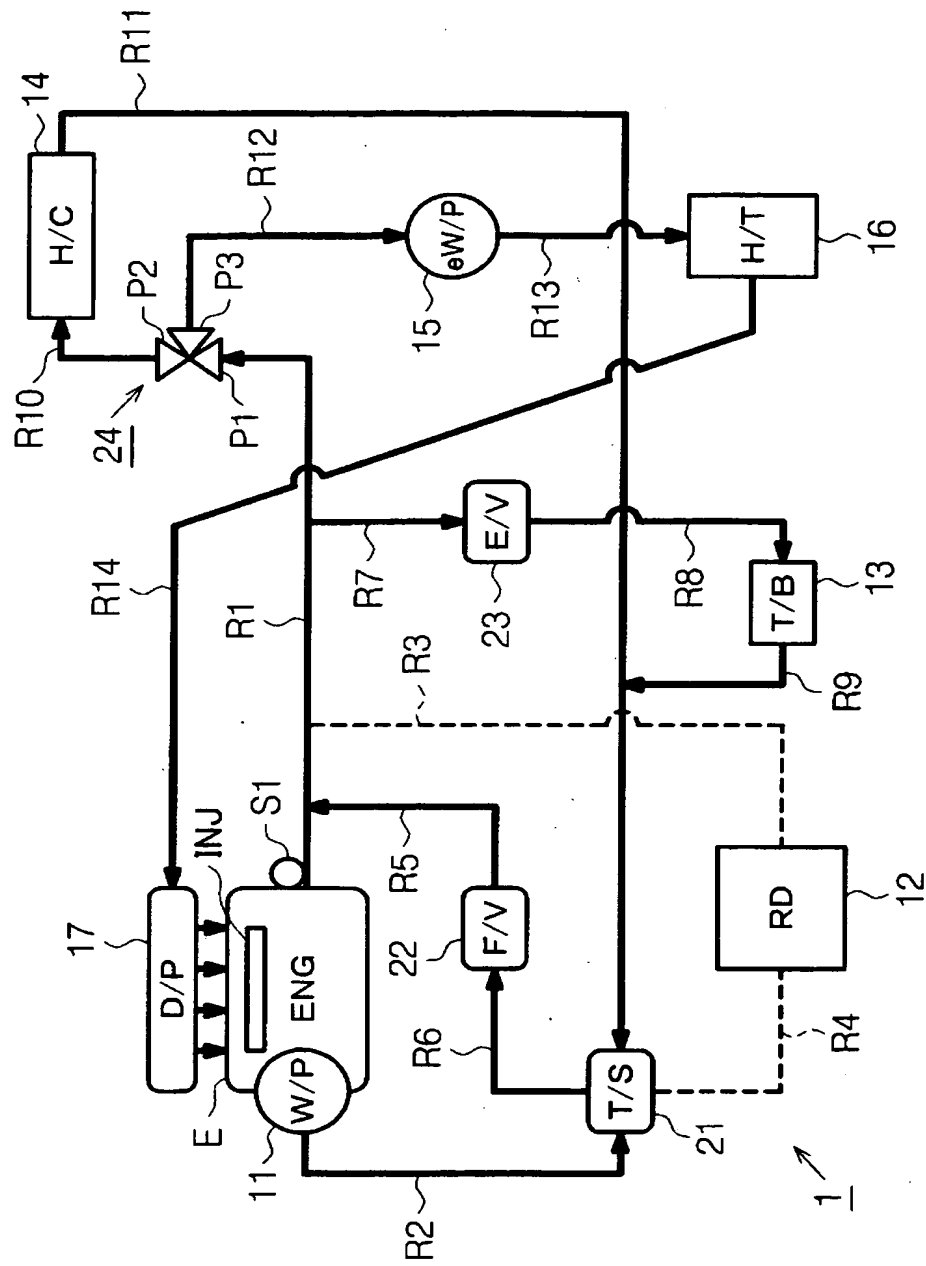 R11
14
H/C
R10
P2
P3
P1
24
R12
15
eW/P
R13
H/T
16
R14
R1
R7
E/V
23
R8
T/B
13
R9
R3
S1
INJ
17
D/P
ENG
E
W/P
11
R5
22
F/V
R6
RD
12
R4
T/S
21
R2
1